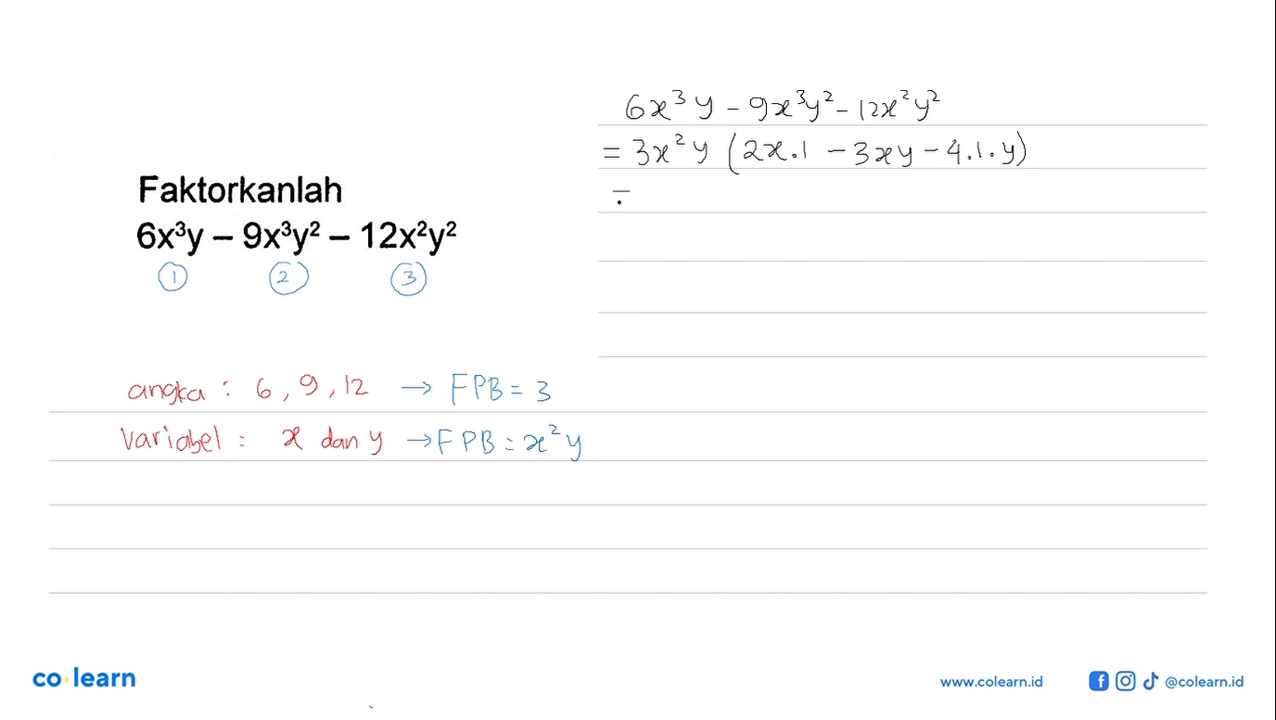 Faktorkanlah
6x³y – 9x³y² – 12x²y²
① ② ③
angka : 6, 9, 12 → FPB = 3
Variabel : x dan y → FPB = x²y
6x³y - 9x³y² - 12x²y²
= 3x²y (2x.1 - 3xy - 4.1.y)
=
co·learn
www.colearn.id
@colearn.id